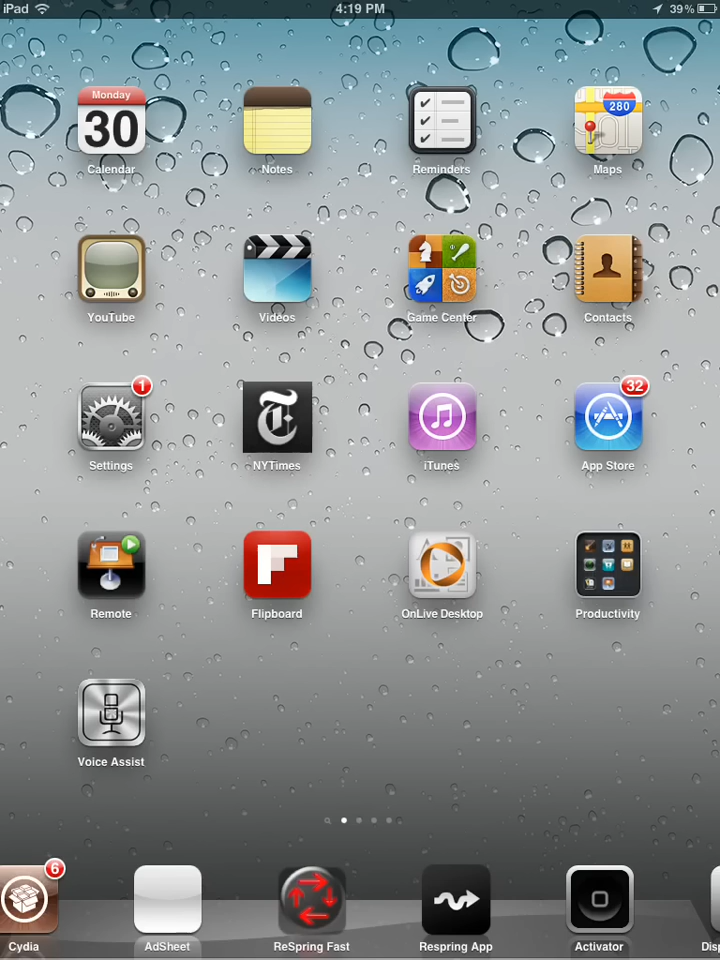 iPad 4:19 PM 39%
Monday
30
280
Calendar Notes Reminders Maps
YouTube Videos Game Center Contacts
1 32
Settings NYTimes iTunes App Store
Remote Flipboard OnLive Desktop Productivity
Voice Assist
6
Cydia AdSheet ReSpring Fast Respring App Activator Disp